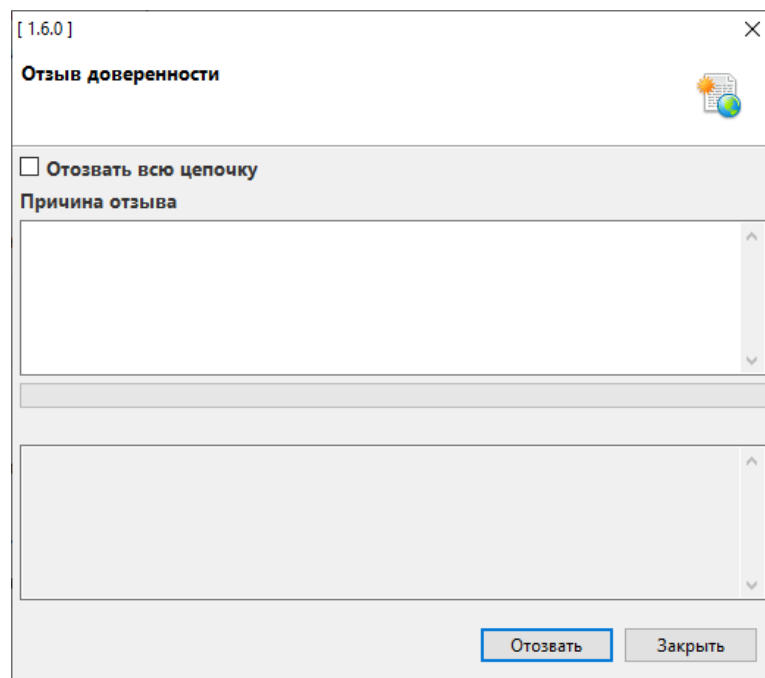 [ 1.6.0 ]
Отзыв доверенности
Отозвать всю цепочку
Причина отзыва
Отозвать Закрыть